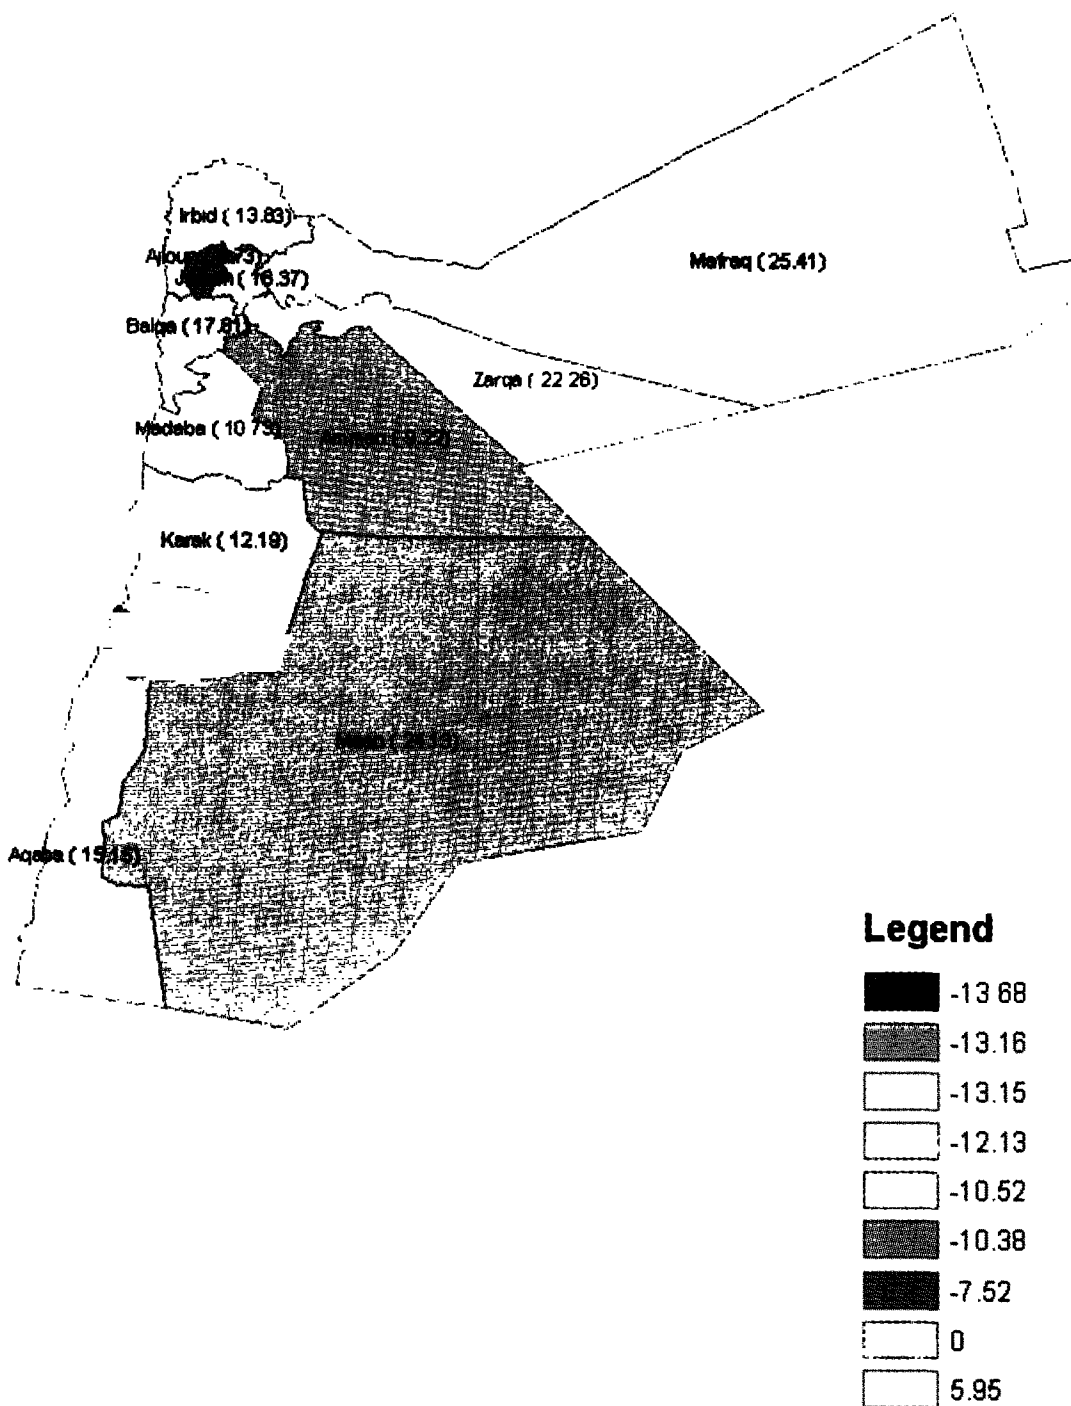 Irbid ( 13.83)
Mafraq ( 25.41)
16.37)
Balqa ( 17.81)
Zarqa ( 22 26)
Madaba ( 10 73)
Karak ( 12.19)
Aqaba ( 15.15)
Legend
-13 68
-13.16
-13.15
-12.13
-10.52
-10.38
-7.52
0
5.95